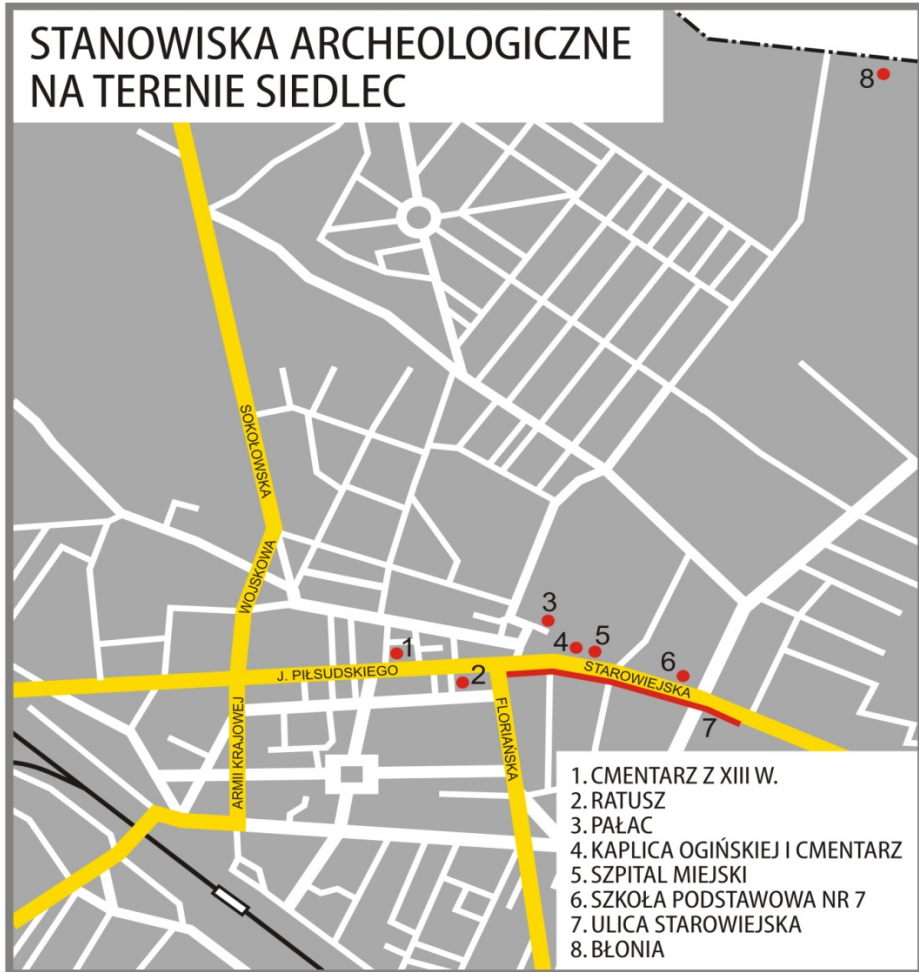 STANOWISKA ARCHEOLOGICZNE
NA TERENIE SIEDLEC
8
SOKOŁOWSKA
WOJSKOWA
3
1
4
5
J. PIŁSUDSKIEGO
2
STAROWIEJSKA
6
ARMII KRAJOWEJ
FLORIAŃSKA
7
1. CMENTARZ Z XIII W.
2. RATUSZ
3. PAŁAC
4. KAPLICA OGIŃSKIEJ I CMENTARZ
5. SZPITAL MIEJSKI
6. SZKOŁA PODSTAWOWA NR 7
7. ULICA STAROWIEJSKA
8. BŁONIA